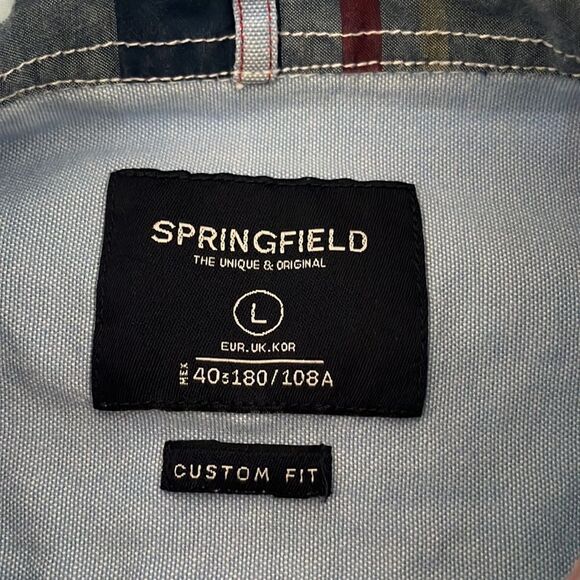 SPRINGFIELD
THE UNIQUE & ORIGINAL
L
EUR.UK.KOR
MEX 40 180/108A
CUSTOM FIT